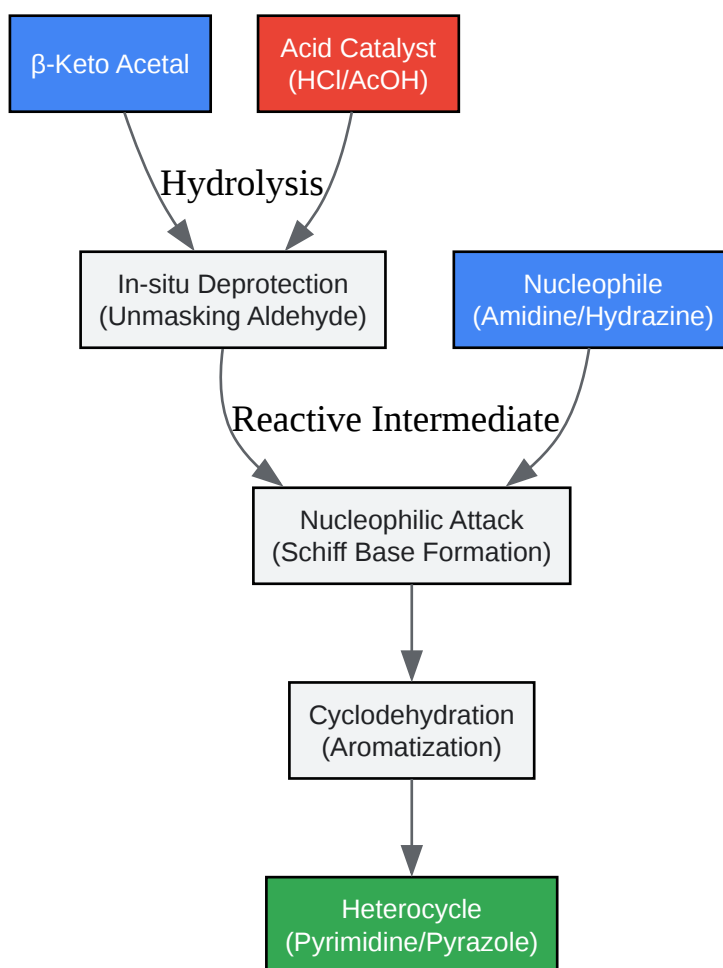 β-Keto Acetal
Acid Catalyst
(HCl/AcOH)
Hydrolysis
In-situ Deprotection
(Unmasking Aldehyde)
Nucleophile
(Amidine/Hydrazine)
Reactive Intermediate
Nucleophilic Attack
(Schiff Base Formation)
Cyclodehydration
(Aromatization)
Heterocycle
(Pyrimidine/Pyrazole)